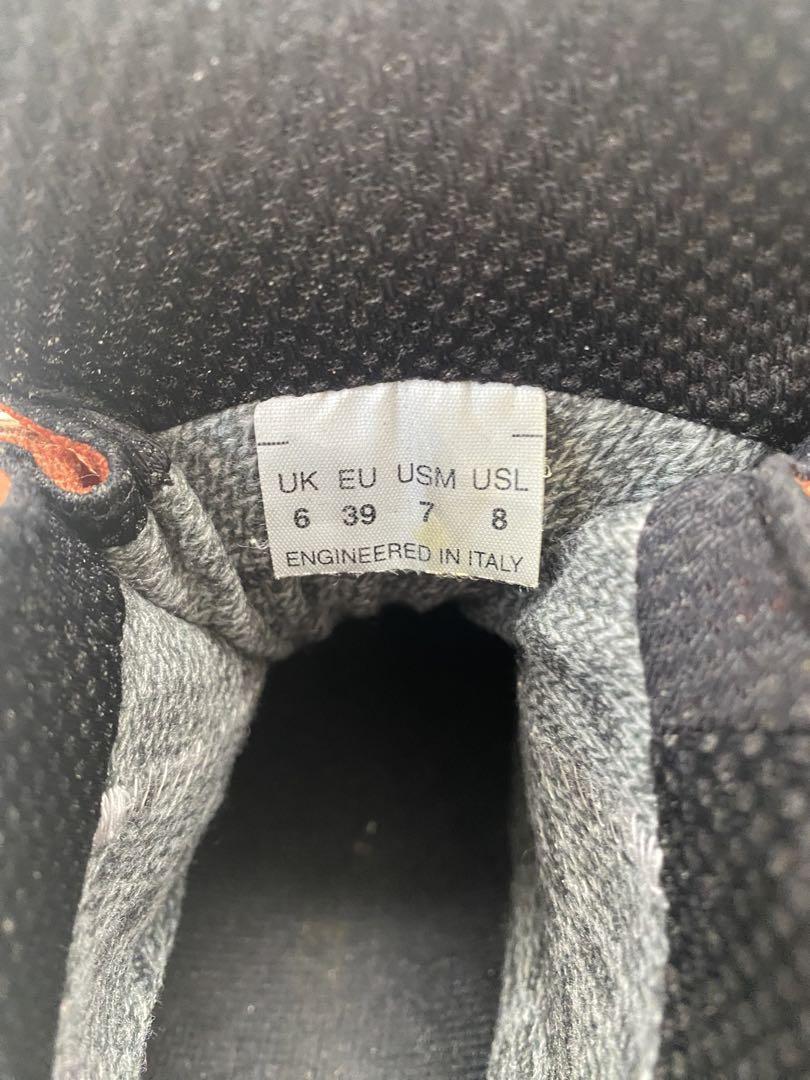 UK EU USM USL
6 39 7 8
ENGINEERED IN ITALY